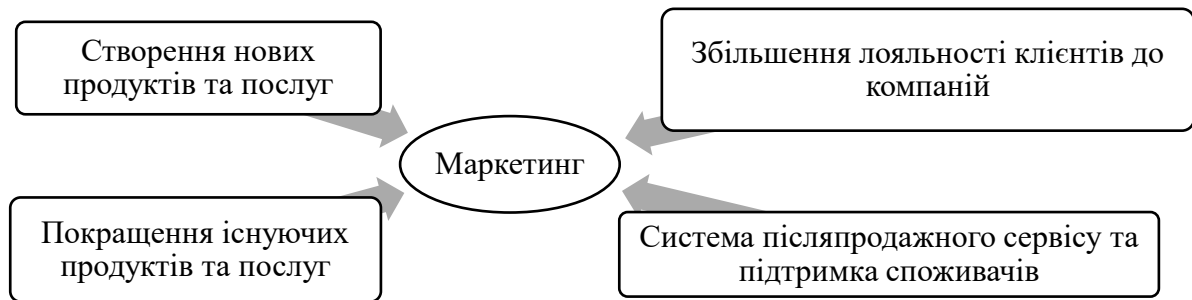 Створення нових
продуктів та послуг
Збільшення лояльності клієнтів до
компаній
Маркетинг
Покращення існуючих
продуктів та послуг
Система післяпродажного сервісу та
підтримка споживачів